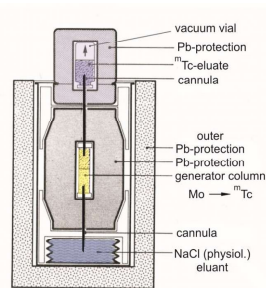 vacuum vial
Pb-protection
ᵐTc-eluate
cannula
outer
Pb-protection
Pb-protection
generator column
Mo → ᵐTc
cannula
NaCl (physiol.)
eluant